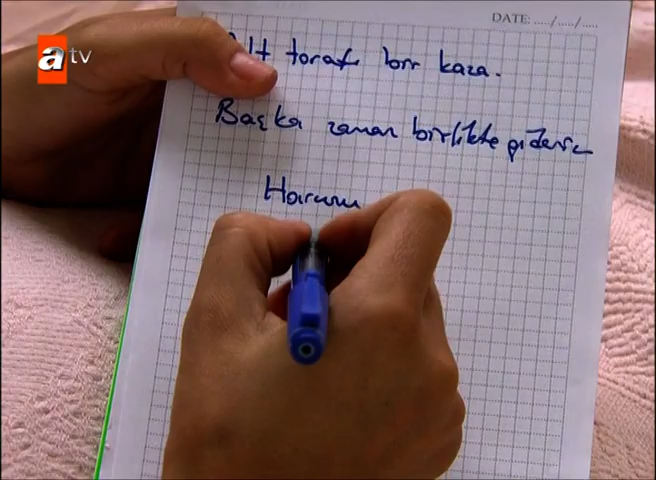 atv
DATE: ...../...../.....
Alt tarafı bir kaza.
Başka zaman birlikte gideriz
Harun